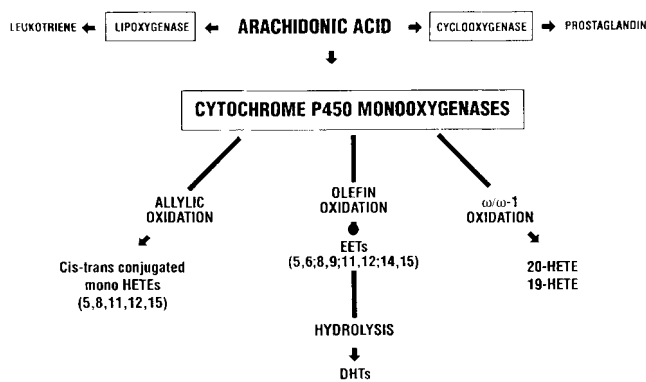 LEUKOTRIENE LIPOXYGENASE ARACHIDONIC ACID CYCLOOXYGENASE PROSTAGLANDIN
CYTOCHROME P450 MONOOXYGENASES
ALLYLIC
OXIDATION
OLEFIN
OXIDATION
ω/ω-1
OXIDATION
Cis-trans conjugated
mono HETEs
(5,8,11,12,15)
EETs
(5,6;8,9;11,12;14,15)
20-HETE
19-HETE
HYDROLYSIS
DHTs